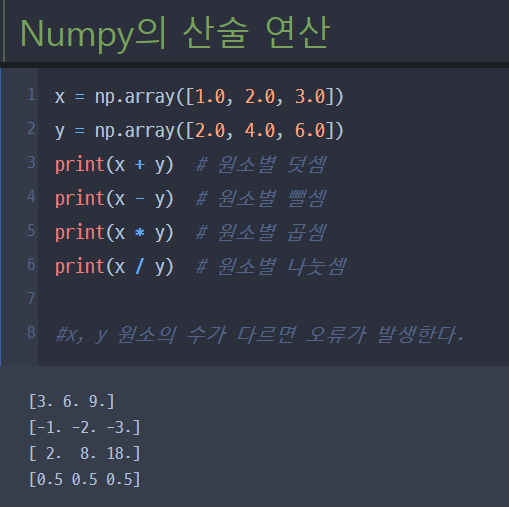 Numpy의 산술 연산
1 x = np.array([1.0, 2.0, 3.0])
2 y = np.array([2.0, 4.0, 6.0])
3 print(x + y)  # 원소별 덧셈
4 print(x - y)  # 원소별 뺄셈
5 print(x * y)  # 원소별 곱셈
6 print(x / y)  # 원소별 나눗셈
7
8 #x, y 원소의 수가 다르면 오류가 발생한다.
[3. 6. 9.]
[-1. -2. -3.]
[ 2.  8. 18.]
[0.5 0.5 0.5]